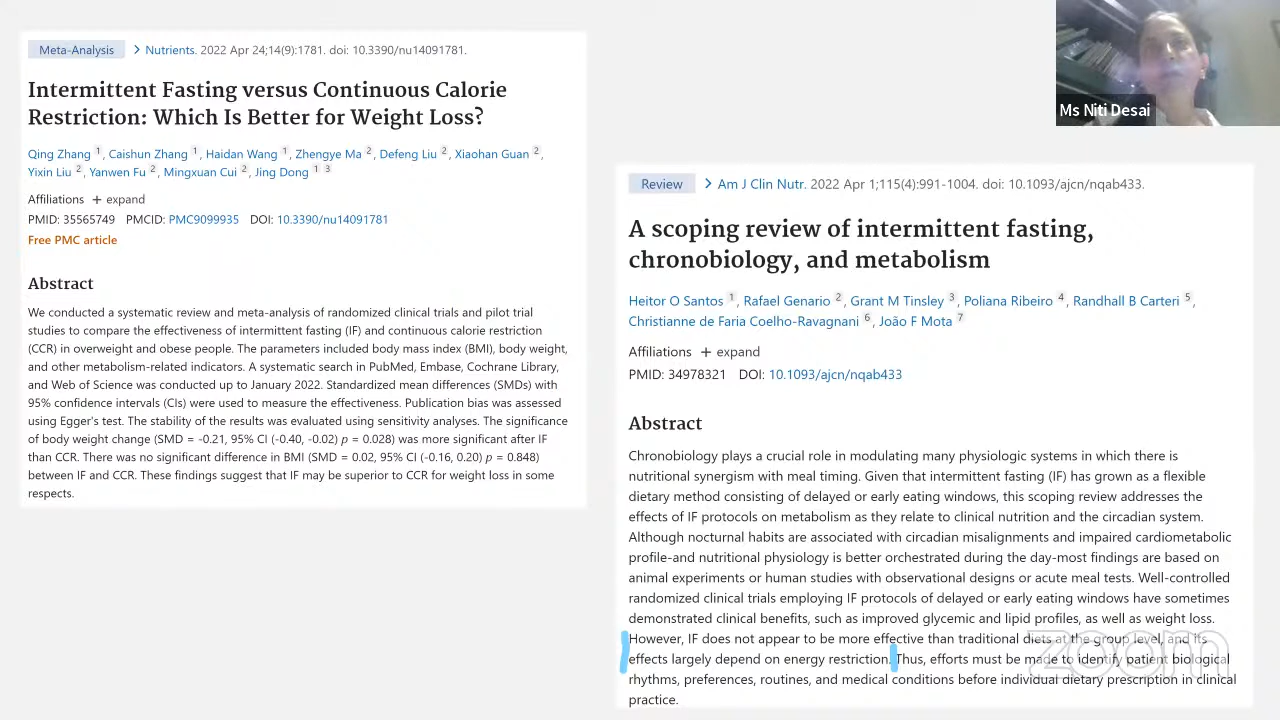 Meta-Analysis > Nutrients. 2022 Apr 24;14(9):1781. doi: 10.3390/nu14091781.
Intermittent Fasting versus Continuous Calorie
Restriction: Which Is Better for Weight Loss?
Qing Zhang 1, Caishun Zhang 1, Haidan Wang 1, Zhengye Ma 2, Defeng Liu 2, Xiaohan Guan 2,
Yixin Liu 2, Yanwen Fu 2, Mingxuan Cui 2, Jing Dong 1 3
Affiliations + expand
PMID: 35565749 PMCID: PMC9099935 DOI: 10.3390/nu14091781
Free PMC article
Abstract
We conducted a systematic review and meta-analysis of randomized clinical trials and pilot trial
studies to compare the effectiveness of intermittent fasting (IF) and continuous calorie restriction
(CCR) in overweight and obese people. The parameters included body mass index (BMI), body weight,
and other metabolism-related indicators. A systematic search in PubMed, Embase, Cochrane Library,
and Web of Science was conducted up to January 2022. Standardized mean differences (SMDs) with
95% confidence intervals (CIs) were used to measure the effectiveness. Publication bias was assessed
using Egger's test. The stability of the results was evaluated using sensitivity analyses. The significance
of body weight change (SMD = -0.21, 95% CI (-0.40, -0.02) p = 0.028) was more significant after IF
than CCR. There was no significant difference in BMI (SMD = 0.02, 95% CI (-0.16, 0.20) p = 0.848)
between IF and CCR. These findings suggest that IF may be superior to CCR for weight loss in some
respects.
Ms Niti Desai
Review > Am J Clin Nutr. 2022 Apr 1;115(4):991-1004. doi: 10.1093/ajcn/nqab433.
A scoping review of intermittent fasting,
chronobiology, and metabolism
Heitor O Santos 1, Rafael Genario 2, Grant M Tinsley 3, Poliana Ribeiro 4, Randhall B Carteri 5,
Christianne de Faria Coelho-Ravagnani 6, João F Mota 7
Affiliations + expand
PMID: 34978321 DOI: 10.1093/ajcn/nqab433
Abstract
Chronobiology plays a crucial role in modulating many physiologic systems in which there is
nutritional synergism with meal timing. Given that intermittent fasting (IF) has grown as a flexible
dietary method consisting of delayed or early eating windows, this scoping review addresses the
effects of IF protocols on metabolism as they relate to clinical nutrition and the circadian system.
Although nocturnal habits are associated with circadian misalignments and impaired cardiometabolic
profile-and nutritional physiology is better orchestrated during the day-most findings are based on
animal experiments or human studies with observational designs or acute meal tests. Well-controlled
randomized clinical trials employing IF protocols of delayed or early eating windows have sometimes
demonstrated clinical benefits, such as improved glycemic and lipid profiles, as well as weight loss.
However, IF does not appear to be more effective than traditional diets at the group level, and its
effects largely depend on energy restriction. Thus, efforts must be made to identify patient biological
rhythms, preferences, routines, and medical conditions before individual dietary prescription in clinical
practice.
zoom